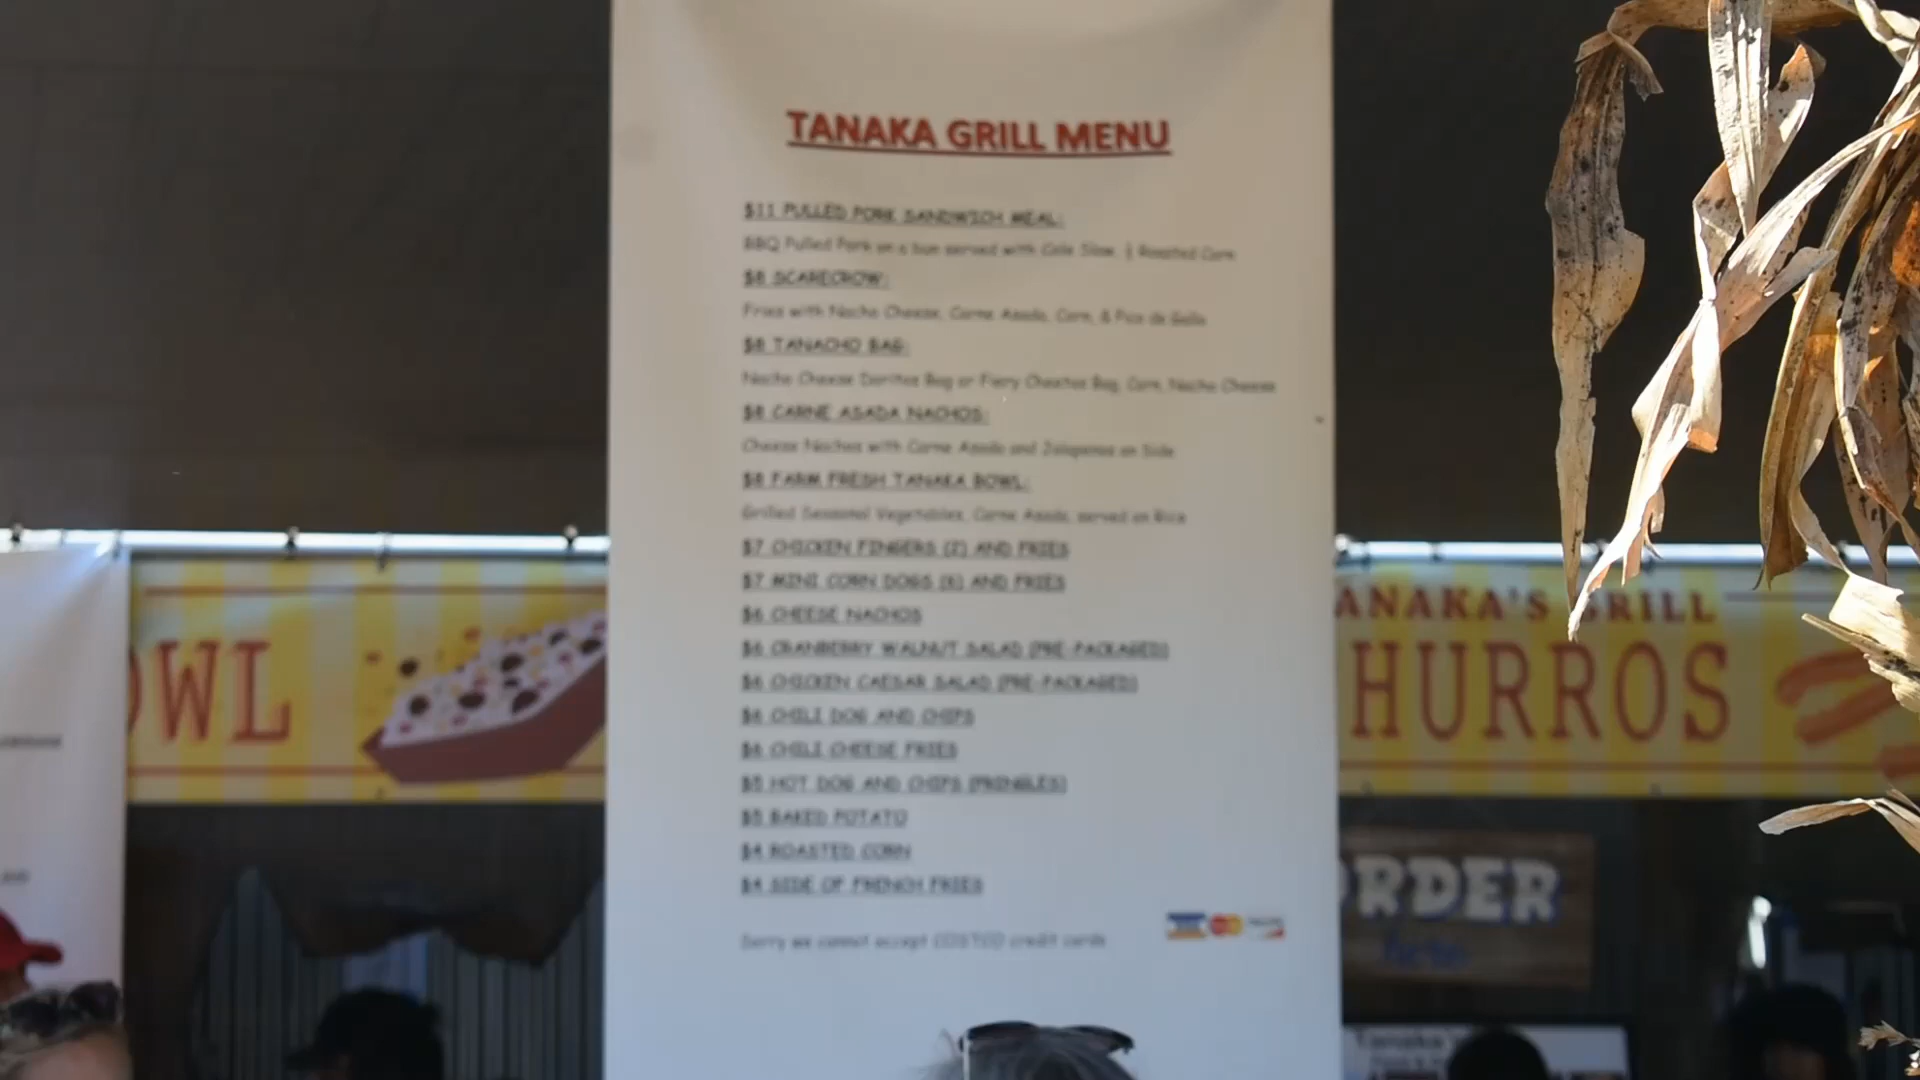 TANAKA GRILL MENU
$11 PULLED PORK SANDWICH MEAL:
BBQ Pulled Pork on a bun served with Cole Slaw, Roasted Corn
$8 SCARECROW:
Fries with Nacho Cheese, Carne Asada, Corn, & Pico de Gallo
$8 TANACHO BAG:
Nacho Cheese Doritos Bag or Fiery Cheetos Bag, Corn, Nacho Cheese
$8 CARNE ASADA NACHOS:
Cheese Nachos with Carne Asada and Jalapenos on Side
$8 FARM FRESH TANAKA BOWL:
Grilled Seasonal Vegetables, Carne Asada, served on Rice
$7 CHICKEN FINGERS (2) AND FRIES
$7 MINI CORN DOGS (6) AND FRIES
$6 CHEESE NACHOS
$6 CRANBERRY WALNUT SALAD (PRE-PACKAGED)
$6 CHICKEN CAESAR SALAD (PRE-PACKAGED)
$6 CHILI DOG AND CHIPS
$6 CHILI CHEESE FRIES
$5 HOT DOG AND CHIPS (PRINGLES)
$5 BAKED POTATO
$4 ROASTED CORN
$4 SIDE OF FRENCH FRIES
Sorry we cannot accept COSTCO credit cards
OWL
ANAKA'S GRILL
HURROS
ORDER
Here
Tanaka's